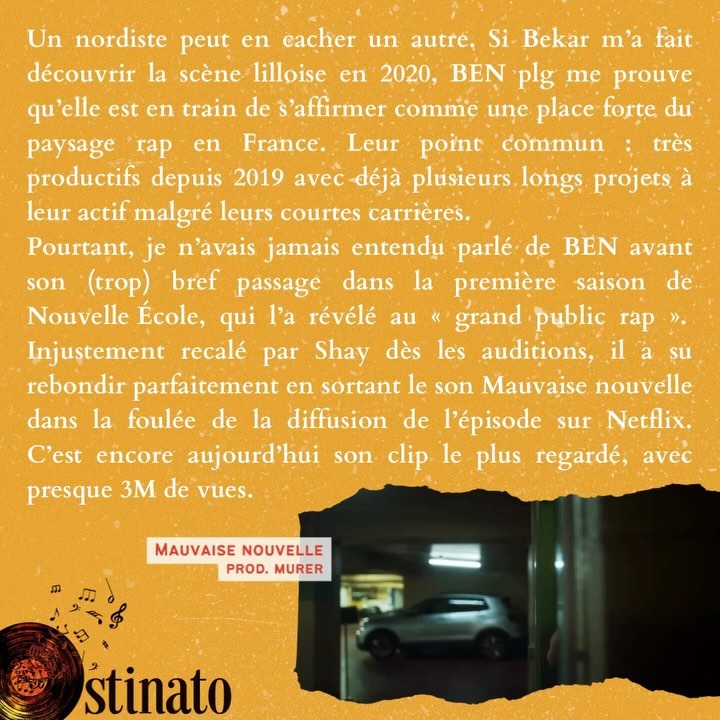 Un nordiste peut en cacher un autre. Si Bekar m'a fait
découvrir la scène lilloise en 2020, BEN plg me prouve
qu'elle est en train de s'affirmer comme une place forte du
paysage rap en France. Leur point commun : très
productifs depuis 2019 avec déjà plusieurs longs projets à
leur actif malgré leurs courtes carrières.
Pourtant, je n'avais jamais entendu parlé de BEN avant
son (trop) bref passage dans la première saison de
Nouvelle École, qui l'a révélé au « grand public rap ».
Injustement recalé par Shay dès les auditions, il a su
rebondir parfaitement en sortant le son Mauvaise nouvelle
dans la foulée de la diffusion de l'épisode sur Netflix.
C'est encore aujourd'hui son clip le plus regardé, avec
presque 3M de vues.
MAUVAISE NOUVELLE
PROD. MURER
stinato